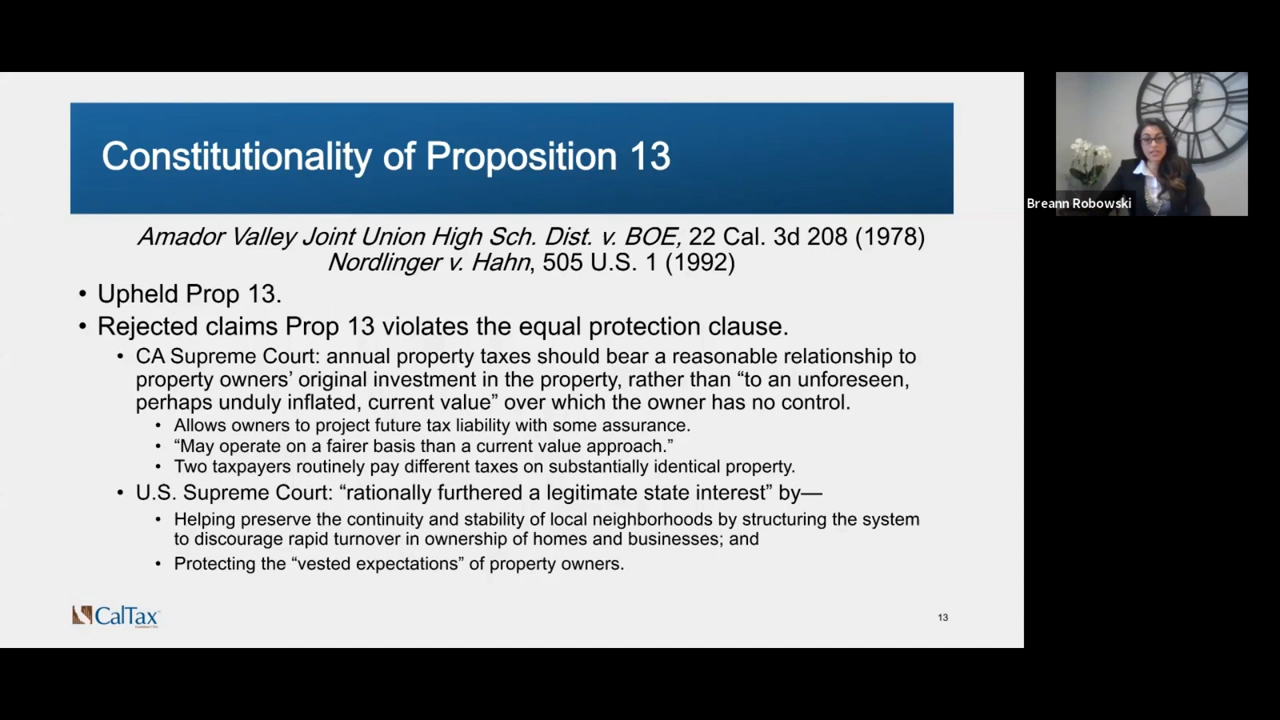 Constitutionality of Proposition 13
Amador Valley Joint Union High Sch. Dist. v. BOE, 22 Cal. 3d 208 (1978)
Nordlinger v. Hahn, 505 U.S. 1 (1992)
• Upheld Prop 13.
• Rejected claims Prop 13 violates the equal protection clause.
• CA Supreme Court: annual property taxes should bear a reasonable relationship to
property owners’ original investment in the property, rather than “to an unforeseen,
perhaps unduly inflated, current value” over which the owner has no control.
• Allows owners to project future tax liability with some assurance.
• “May operate on a fairer basis than a current value approach.”
• Two taxpayers routinely pay different taxes on substantially identical property.
• U.S. Supreme Court: “rationally furthered a legitimate state interest” by—
• Helping preserve the continuity and stability of local neighborhoods by structuring the system
to discourage rapid turnover in ownership of homes and businesses; and
• Protecting the “vested expectations” of property owners.
CalTax
13
Breann Robowski